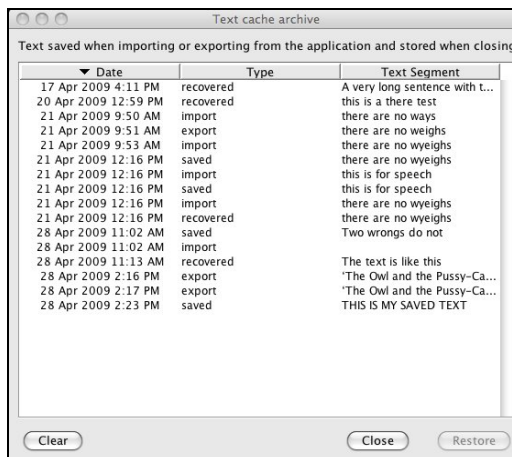 Text cache archive
Text saved when importing or exporting from the application and stored when closing
Date Type Text Segment
17 Apr 2009 4:11 PM recovered A very long sentence with t...
20 Apr 2009 12:59 PM recovered this is a there test
21 Apr 2009 9:50 AM import there are no ways
21 Apr 2009 9:51 AM export there are no weighs
21 Apr 2009 9:53 AM import there are no wyeighs
21 Apr 2009 12:16 PM saved there are no wyeighs
21 Apr 2009 12:16 PM import this is for speech
21 Apr 2009 12:16 PM saved this is for speech
21 Apr 2009 12:16 PM import there are no wyeighs
21 Apr 2009 12:16 PM recovered there are no wyeighs
28 Apr 2009 11:02 AM saved Two wrongs do not
28 Apr 2009 11:02 AM import
28 Apr 2009 11:13 AM recovered The text is like this
28 Apr 2009 2:16 PM export 'The Owl and the Pussy-Ca...
28 Apr 2009 2:17 PM export 'The Owl and the Pussy-Ca...
28 Apr 2009 2:23 PM saved THIS IS MY SAVED TEXT
Clear Close Restore